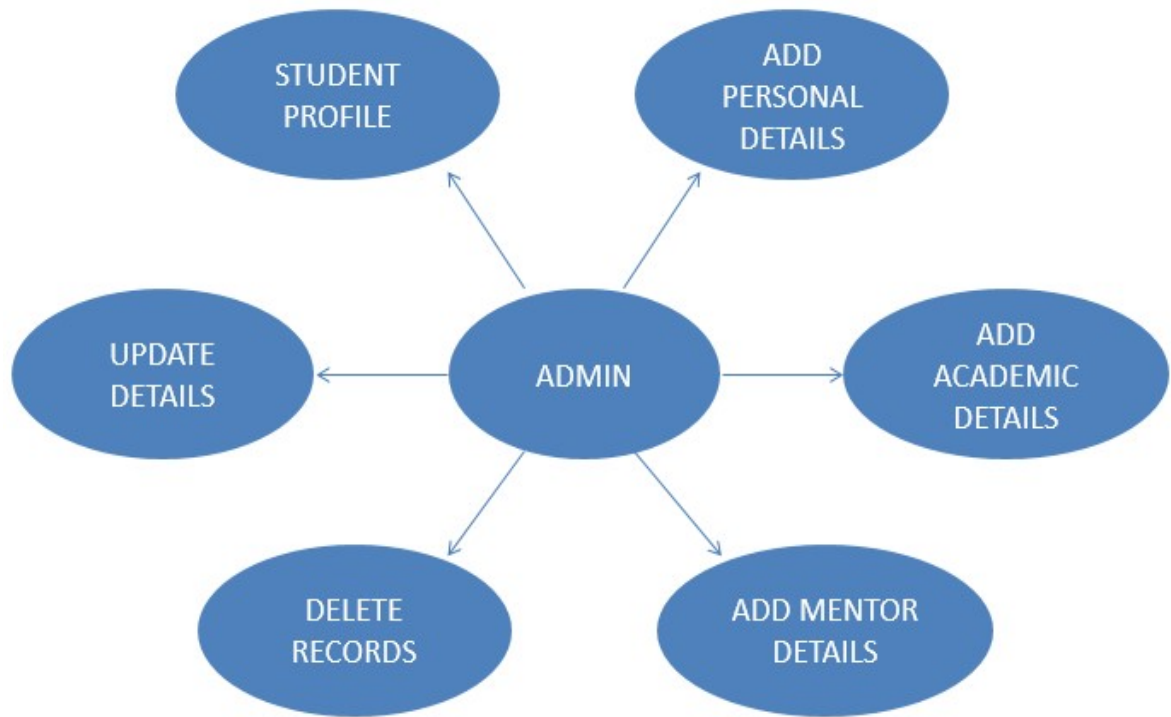 STUDENT
PROFILE
ADD
PERSONAL
DETAILS
UPDATE
DETAILS
ADMIN
ADD
ACADEMIC
DETAILS
DELETE
RECORDS
ADD MENTOR
DETAILS